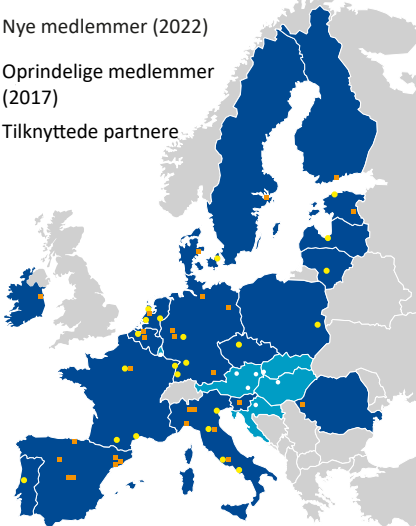 Nye medlemmer (2022)
Oprindelige medlemmer
(2017)
Tilknyttede partnere